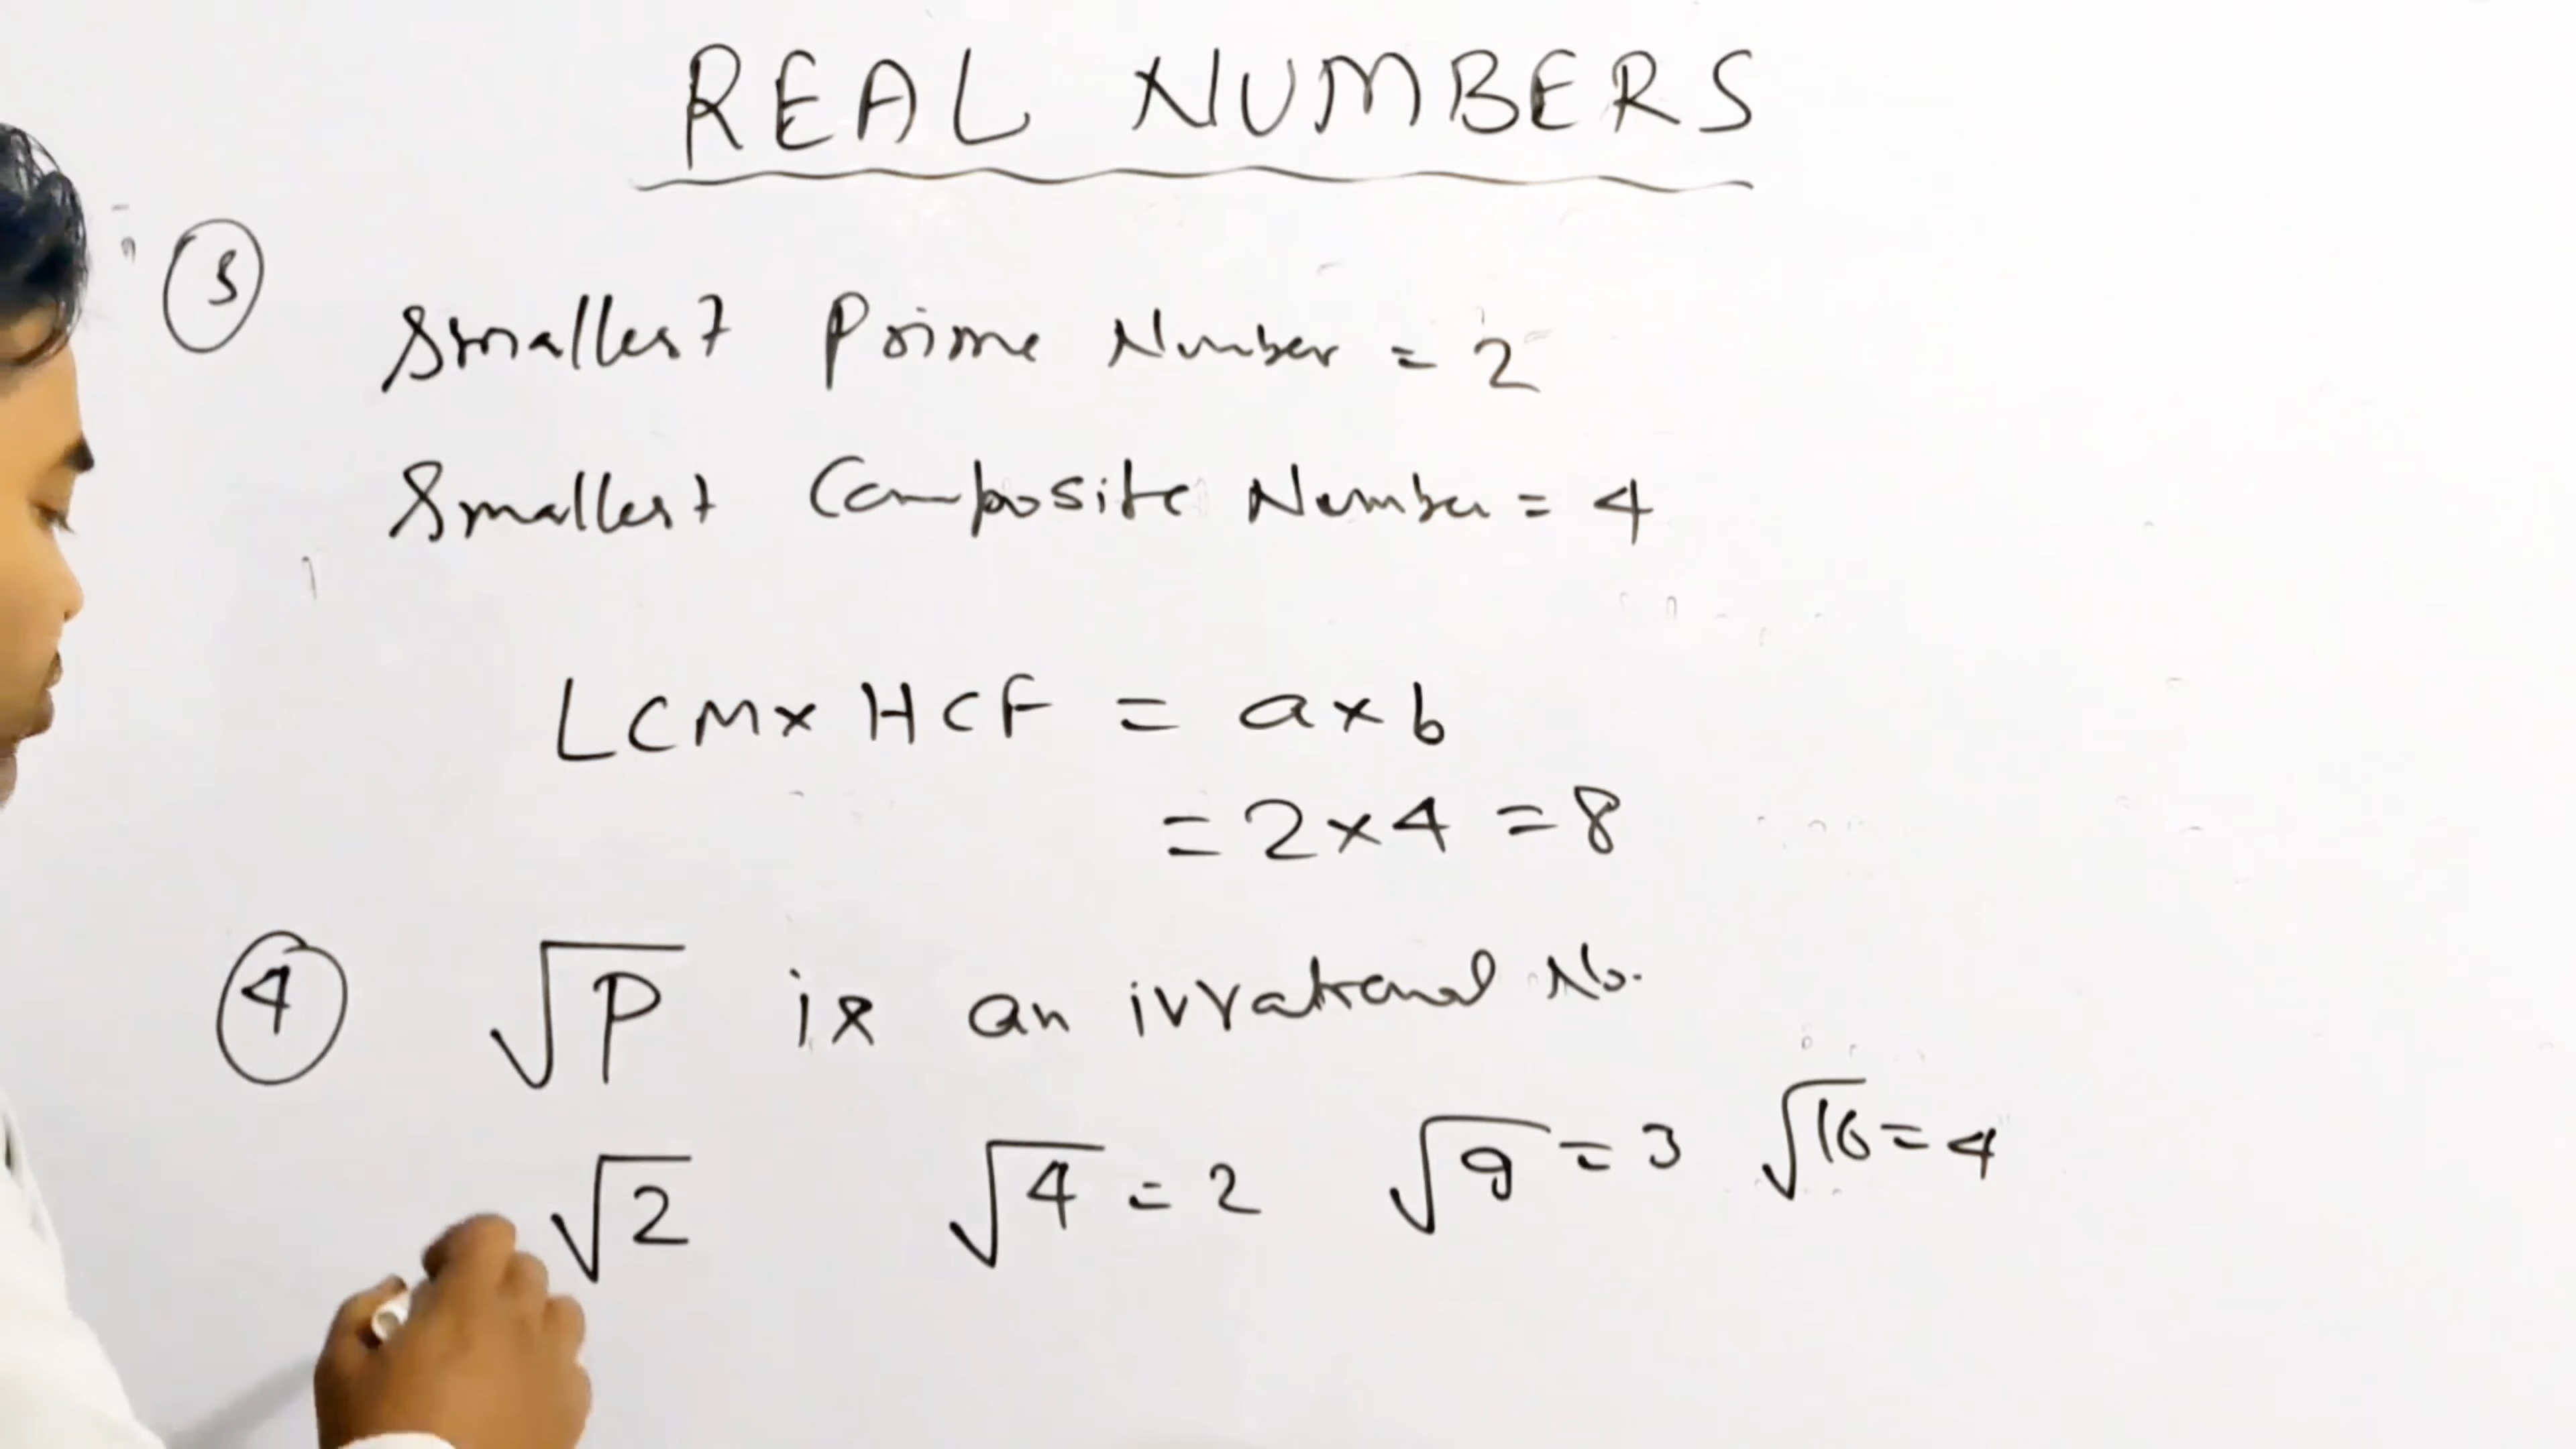 REAL NUMBERS
3
Smallest Prime Number = 2
Smallest Composite Number = 4
LCM x HCF = a x b
= 2 x 4 = 8
4 √P is an irrational No.
√2 √4 = 2 √9 = 3 √16 = 4